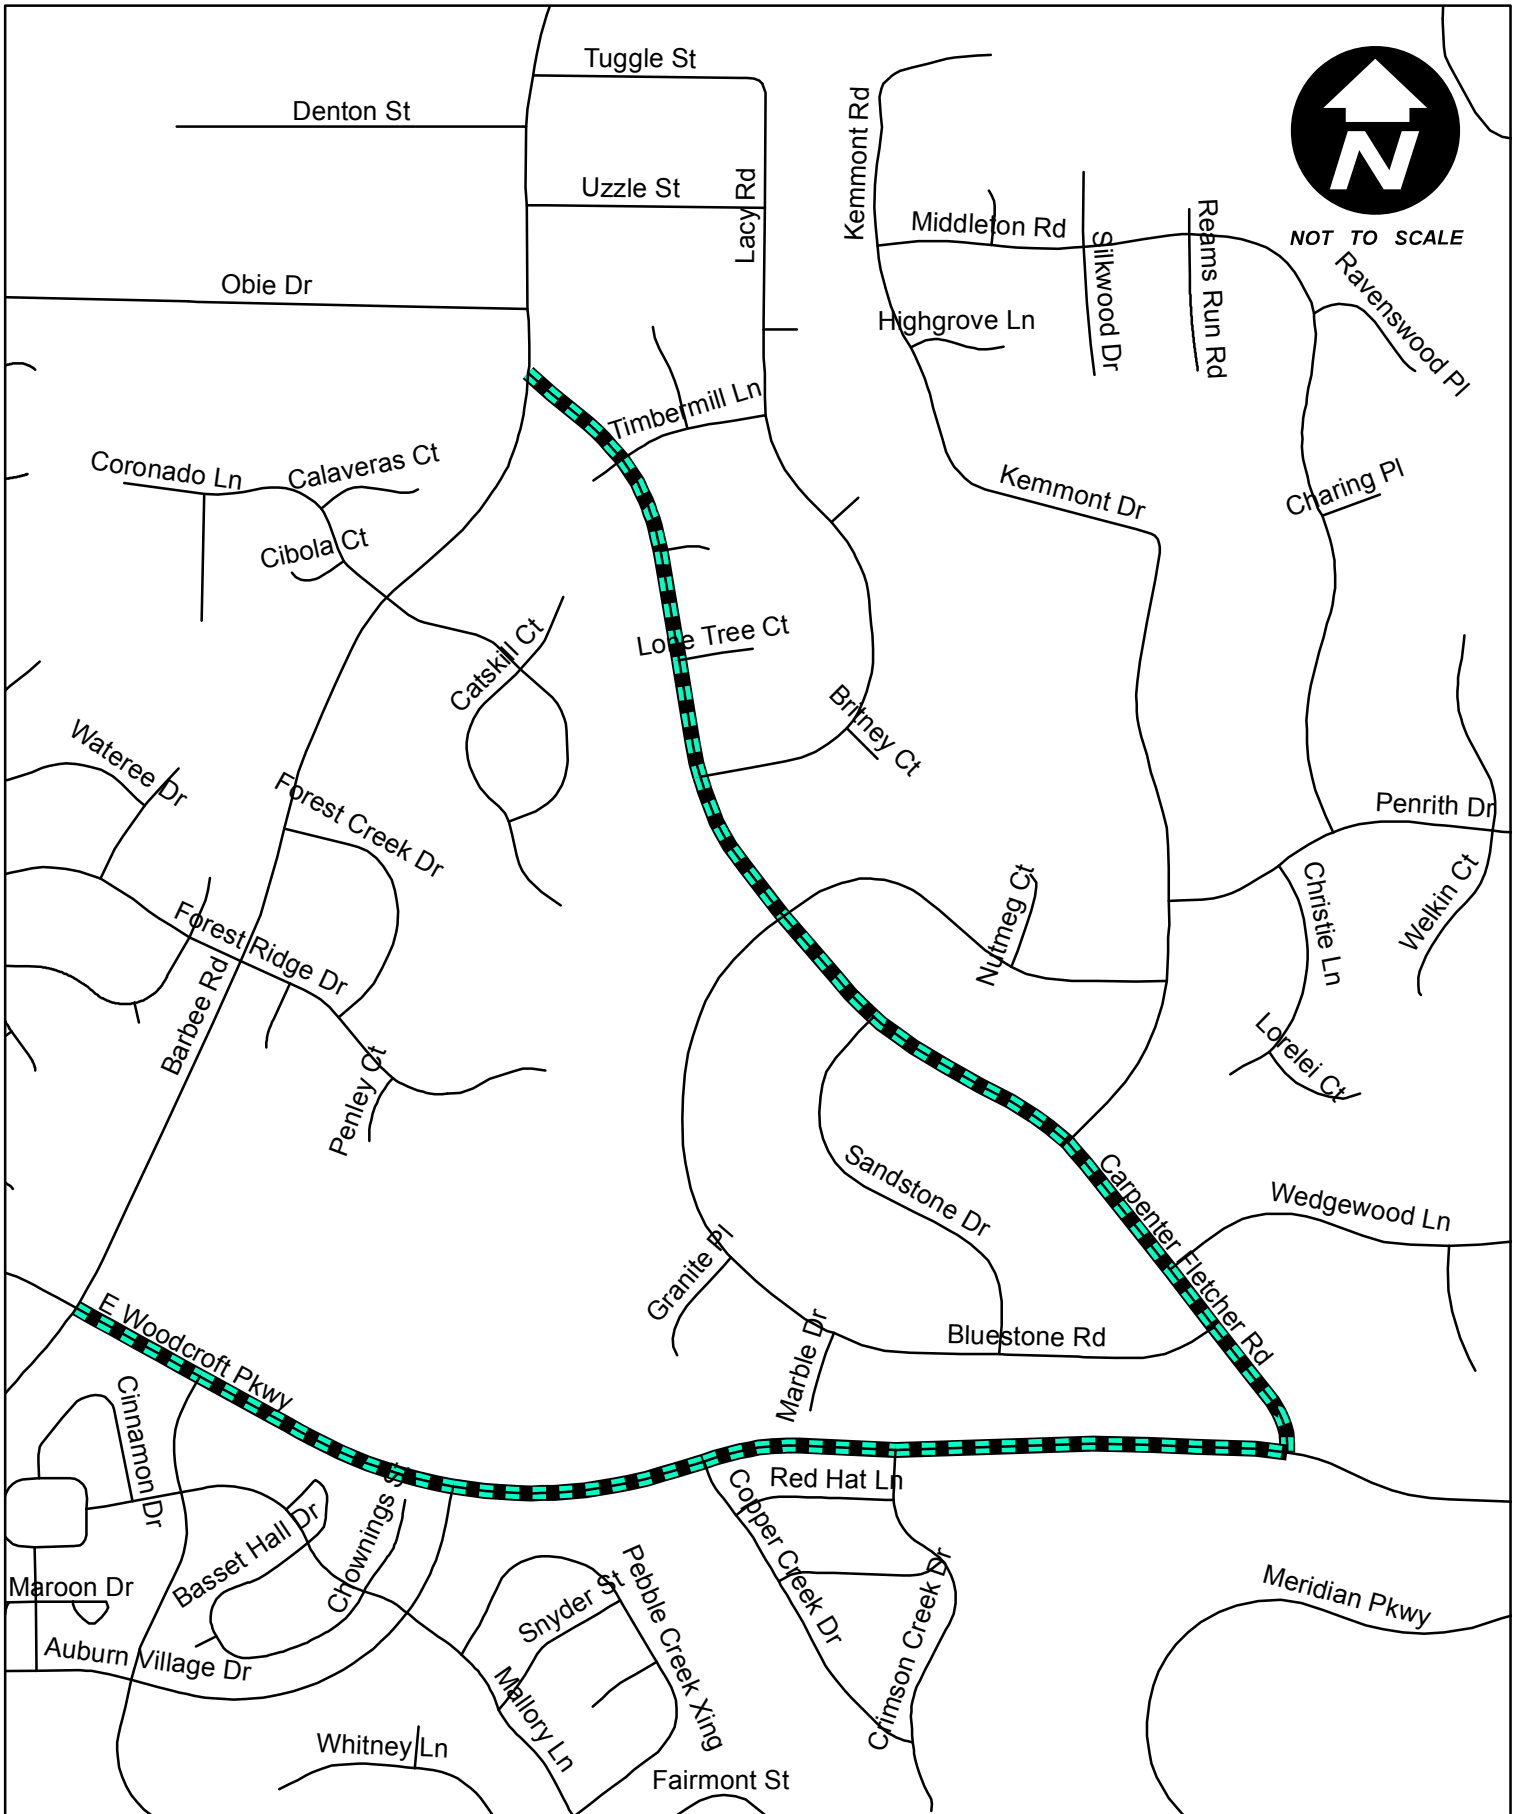 Tuggle St
Denton St
Kemmont Rd
Uzzle St
Lacy Rd
N
Middleton Rd
Silkwood Dr
Reams Run Rd
NOT TO SCALE
Ravenswood Pl
Obie Dr
Highgrove Ln
Timbermill Ln
Coronado Ln
Calaveras Ct
Kemmont Dr
Charing Pl
Cibola Ct
Lone Tree Ct
Catskill Ct
Britney Ct
Wateree Dr
Forest Creek Dr
Penrith Dr
Nutmeg Ct
Christie Ln
Welkin Ct
Forest Ridge Dr
Barbee Rd
Lorelei Ct
Penley Ct
Sandstone Dr
Carpenter Fletcher Rd
Wedgewood Ln
Granite Pl
E Woodcroft Pkwy
Marble Dr
Bluestone Rd
Cinnamon Dr
Red Hat Ln
Copper Creek Dr
Basset Hall Dr
Chownings St
Maroon Dr
Snyder St
Pebble Creek Xing
Crimson Creek Dr
Meridian Pkwy
Auburn Village Dr
Mallory Ln
Whitney Ln
Fairmont St